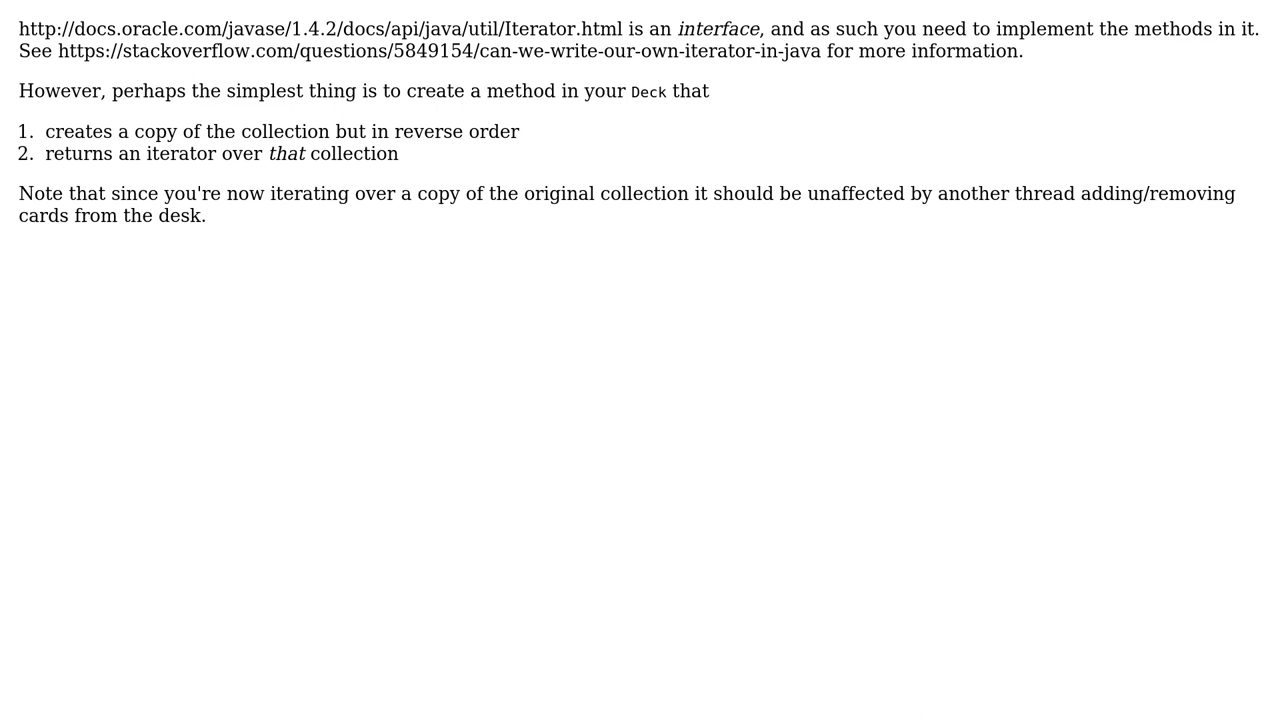 http://docs.oracle.com/javase/1.4.2/docs/api/java/util/Iterator.html is an interface, and as such you need to implement the methods in it.
See https://stackoverflow.com/questions/5849154/can-we-write-our-own-iterator-in-java for more information.
However, perhaps the simplest thing is to create a method in your Deck that
1. creates a copy of the collection but in reverse order
2. returns an iterator over that collection
Note that since you're now iterating over a copy of the original collection it should be unaffected by another thread adding/removing
cards from the desk.